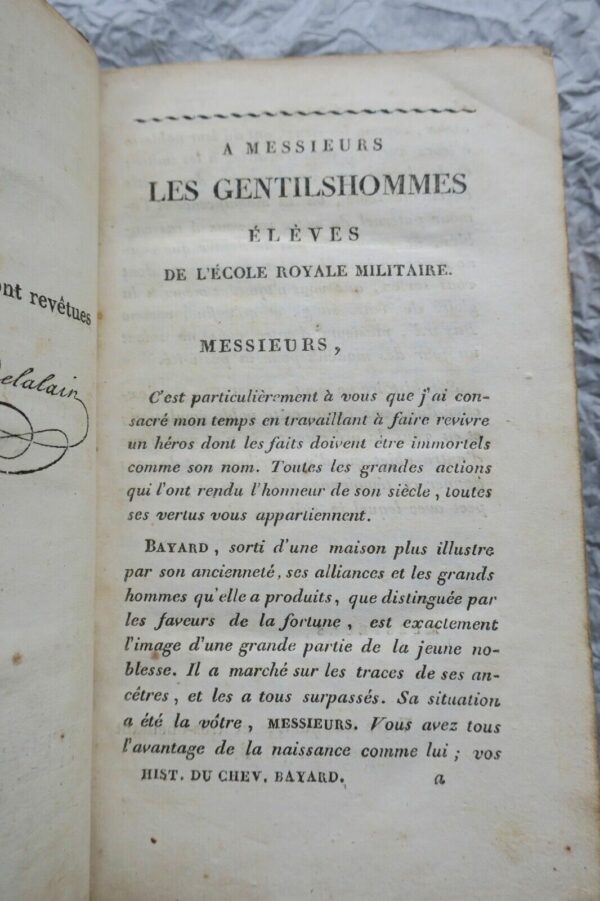 ont revêtues
Delalain
A MESSIEURS
LES GENTILSHOMMES
ÉLÈVES
DE L'ÉCOLE ROYALE MILITAIRE.
MESSIEURS,
C'est particulièrement à vous que j'ai con-
sacré mon temps en travaillant à faire revivre
un héros dont les faits doivent être immortels
comme son nom. Toutes les grandes actions
qui l'ont rendu l'honneur de son siècle, toutes
ses vertus vous appartiennent.
BAYARD, sorti d'une maison plus illustre
par son ancienneté, ses alliances et les grands
hommes qu'elle a produits, que distinguée par
les faveurs de la fortune, est exactement
l'image d'une grande partie de la jeune no-
blesse. Il a marché sur les traces de ses an-
cêtres, et les a tous surpassés. Sa situation
a été la vôtre, MESSIEURS. Vous avez tous
l'avantage de la naissance comme lui; vos
HIST. DU CHEV. BAYARD. a